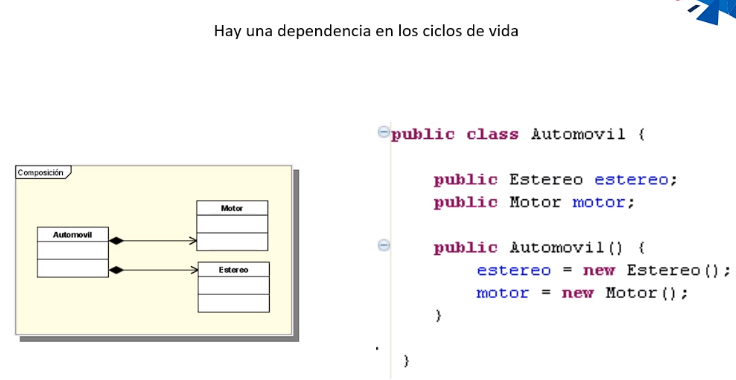 Hay una dependencia en los ciclos de vida
Composición
Automovil
Motor
Estereo
public class Automovil {
public Estereo estereo;
public Motor motor;
public Automovil() {
estereo = new Estereo();
motor = new Motor();
}
}